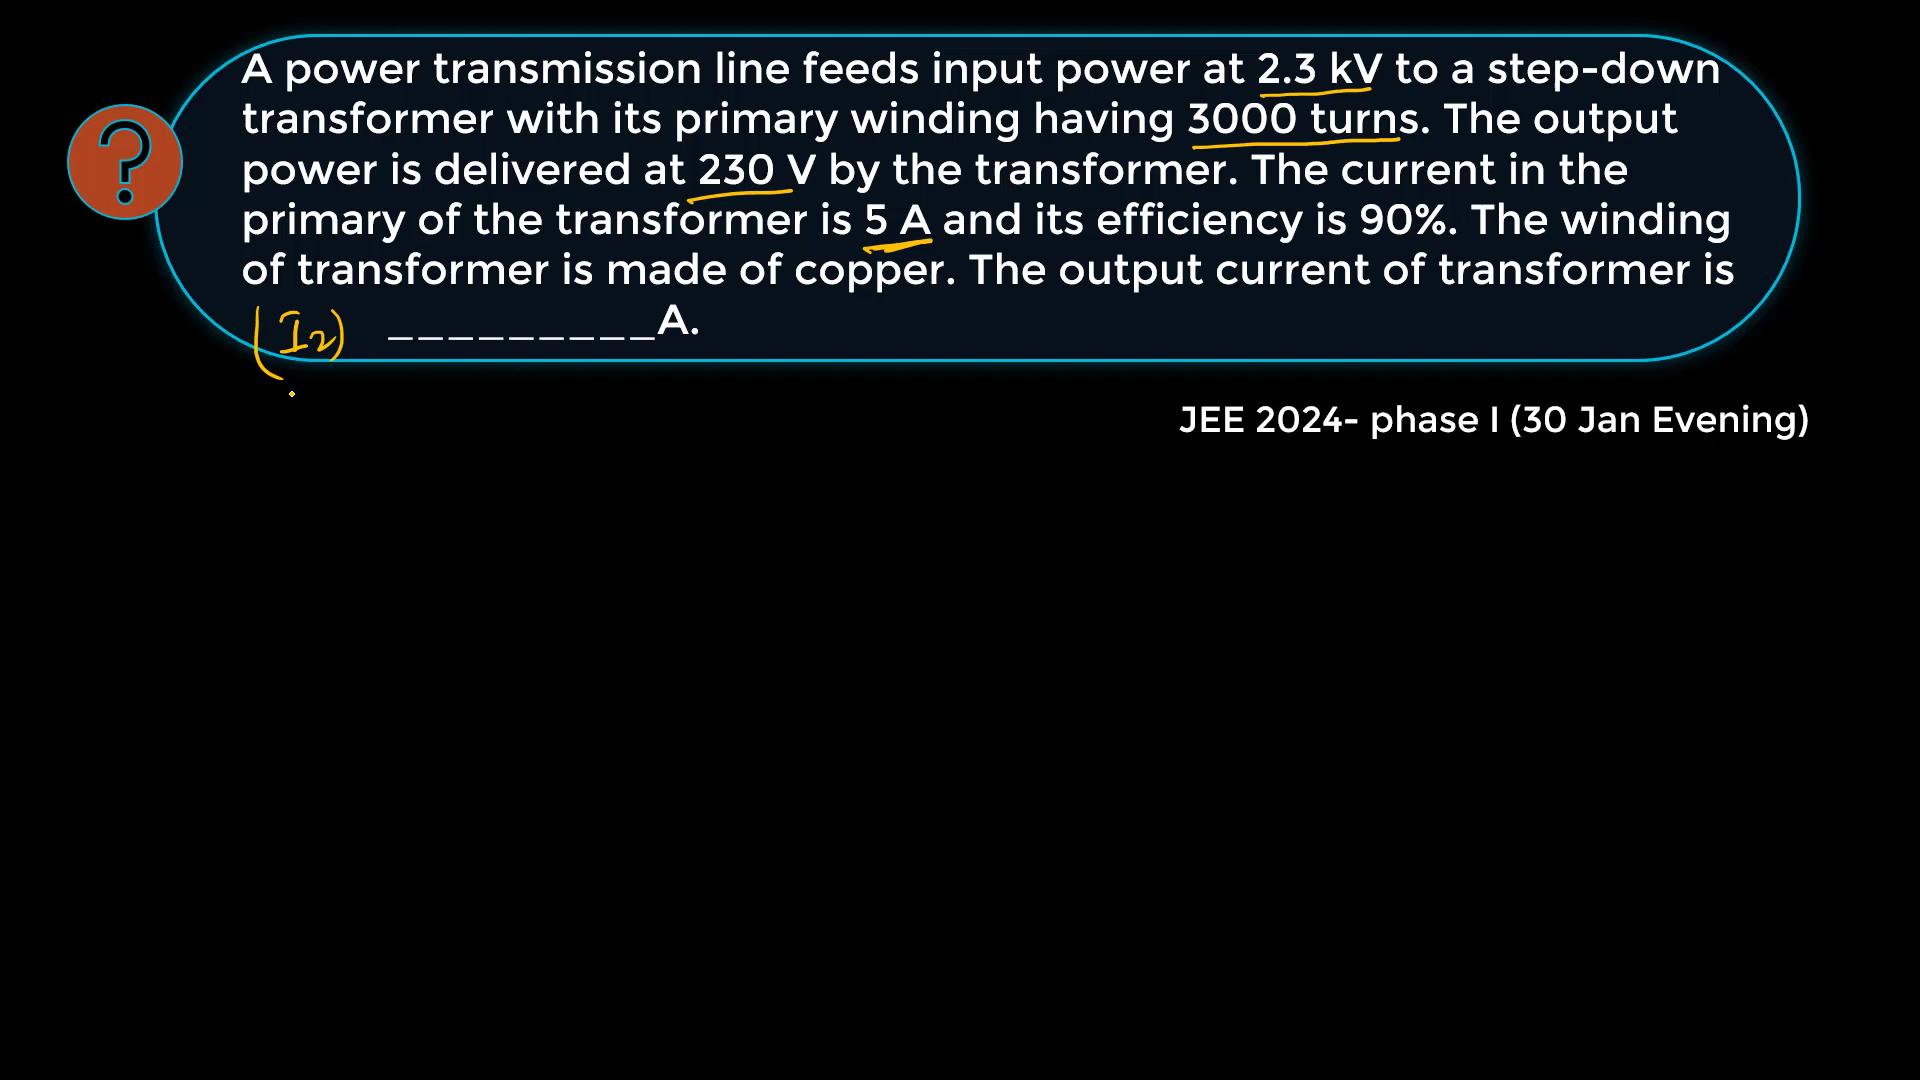 A power transmission line feeds input power at 2.3 kV to a step-down
transformer with its primary winding having 3000 turns. The output
power is delivered at 230 V by the transformer. The current in the
primary of the transformer is 5 A and its efficiency is 90%. The winding
of transformer is made of copper. The output current of transformer is
(I2) _________A.
JEE 2024- phase I (30 Jan Evening)